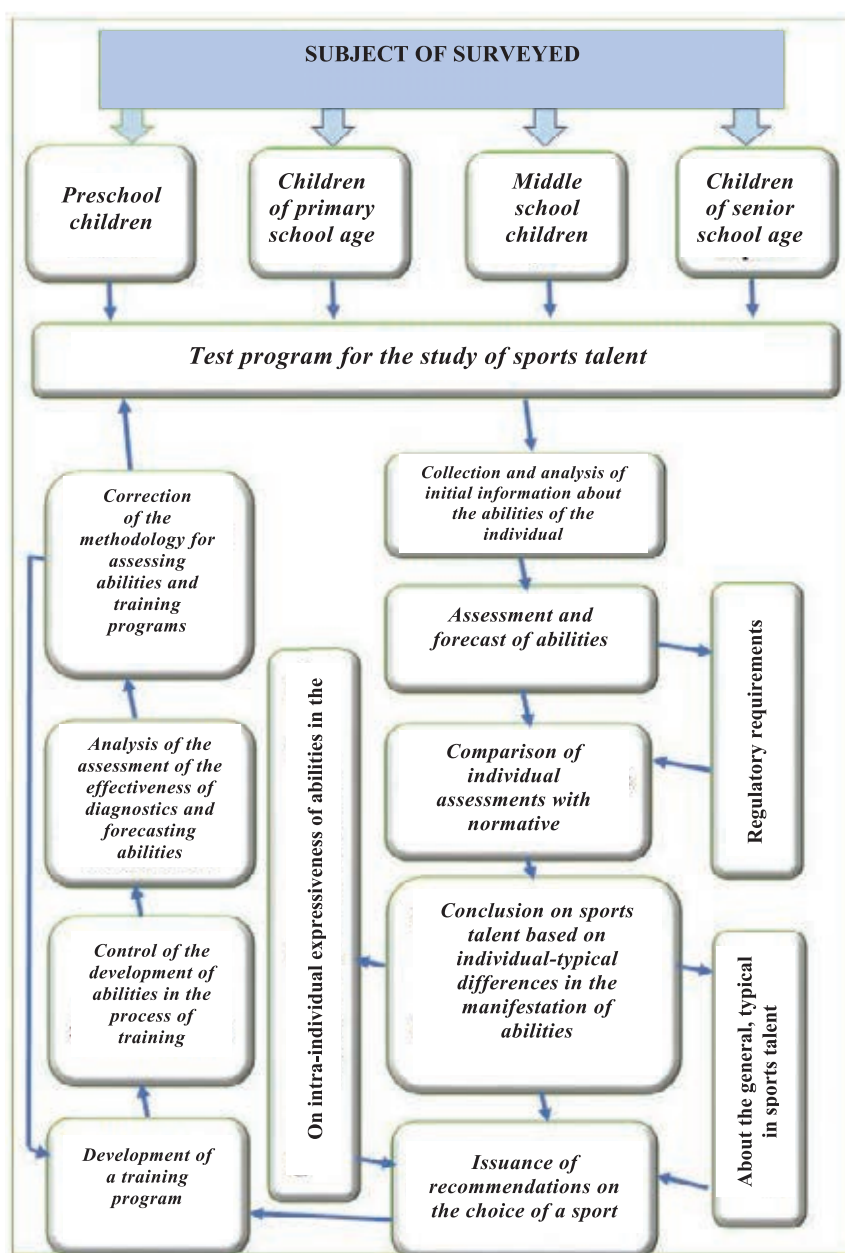 SUBJECT OF SURVEYED
Preschool
children
Children
of primary
school age
Middle
school
children
Children
of senior
school age
Test program for the study of sports talent
Collection and analysis of
initial information about
the abilities of the
individual
Assessment and
forecast of abilities
Regulatory requirements
Comparison of
individual
assessments with
normative
Conclusion on sports
talent based on
individual-typical
differences in the
manifestation of
abilities
On intra-individual expressiveness of abilities in the
About the general, typical
in sports talent
Issuance of
recommendations on
the choice of a sport
Development of
a training
program
Control of the
development of
abilities in the
process of
training
Analysis of the
assessment of the
effectiveness of
diagnostics and
forecasting
abilities
Correction
of the
methodology for
assessing
abilities and
training
programs